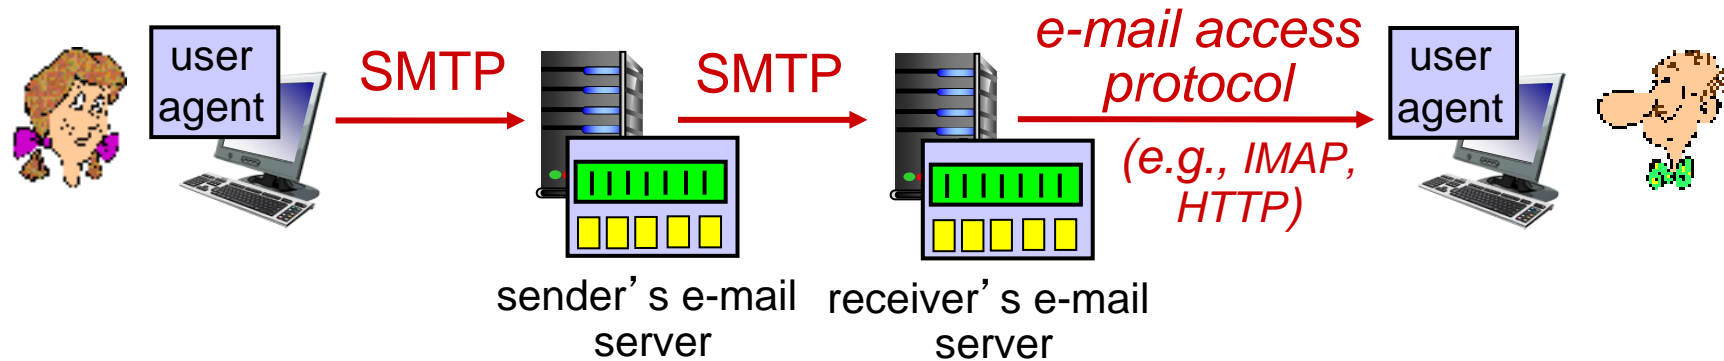 user
agent
SMTP
SMTP
e-mail access
protocol
(e.g., IMAP,
HTTP)
user
agent
sender’s e-mail
server
receiver’s e-mail
server